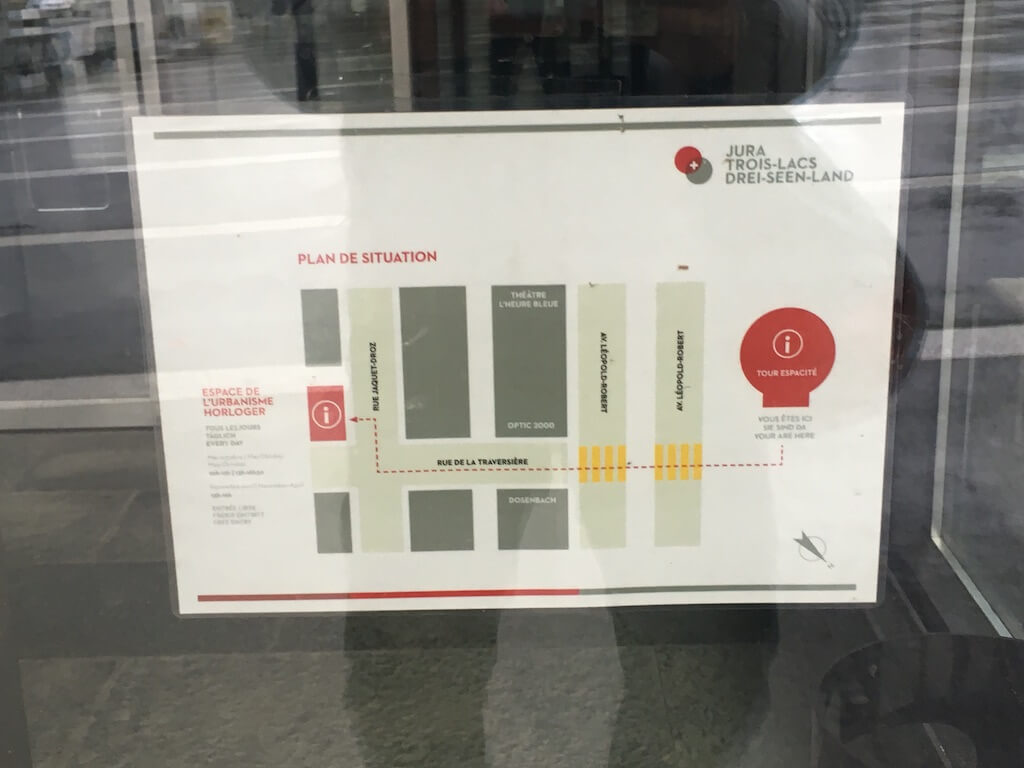 JURA
TROIS-LACS
DREI-SEEN-LAND
PLAN DE SITUATION
THÉÂTRE
L'HEURE BLEUE
RUE JAQUET-DROZ
AV. LÉOPOLD-ROBERT
AV. LÉOPOLD-ROBERT
TOUR ESPACITÉ
ESPACE DE
L'URBANISME
HORLOGER
TOUS LES JOURS
TÄGLICH
EVERY DAY
VOUS ÊTES ICI
SIE SIND DA
YOUR ARE HERE
OPTIC 2000
RUE DE LA TRAVERSIÈRE
DOSENBACH
ENTRÉE LIBRE
FREIER EINTRITT
FREE ENTRY